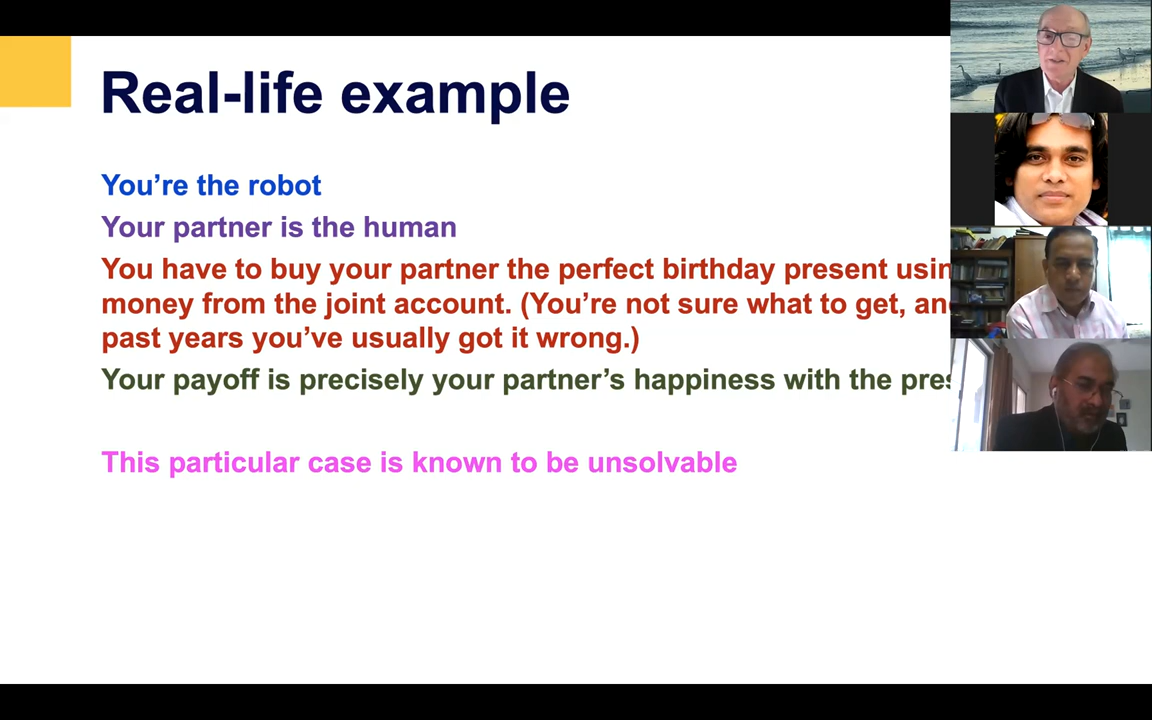 Real-life example
You're the robot
Your partner is the human
You have to buy your partner the perfect birthday present
money from the joint account. (You're not sure what to get,
past years you've usually got it wrong.)
Your payoff is precisely your partner's happiness with the
This particular case is known to be unsolvable